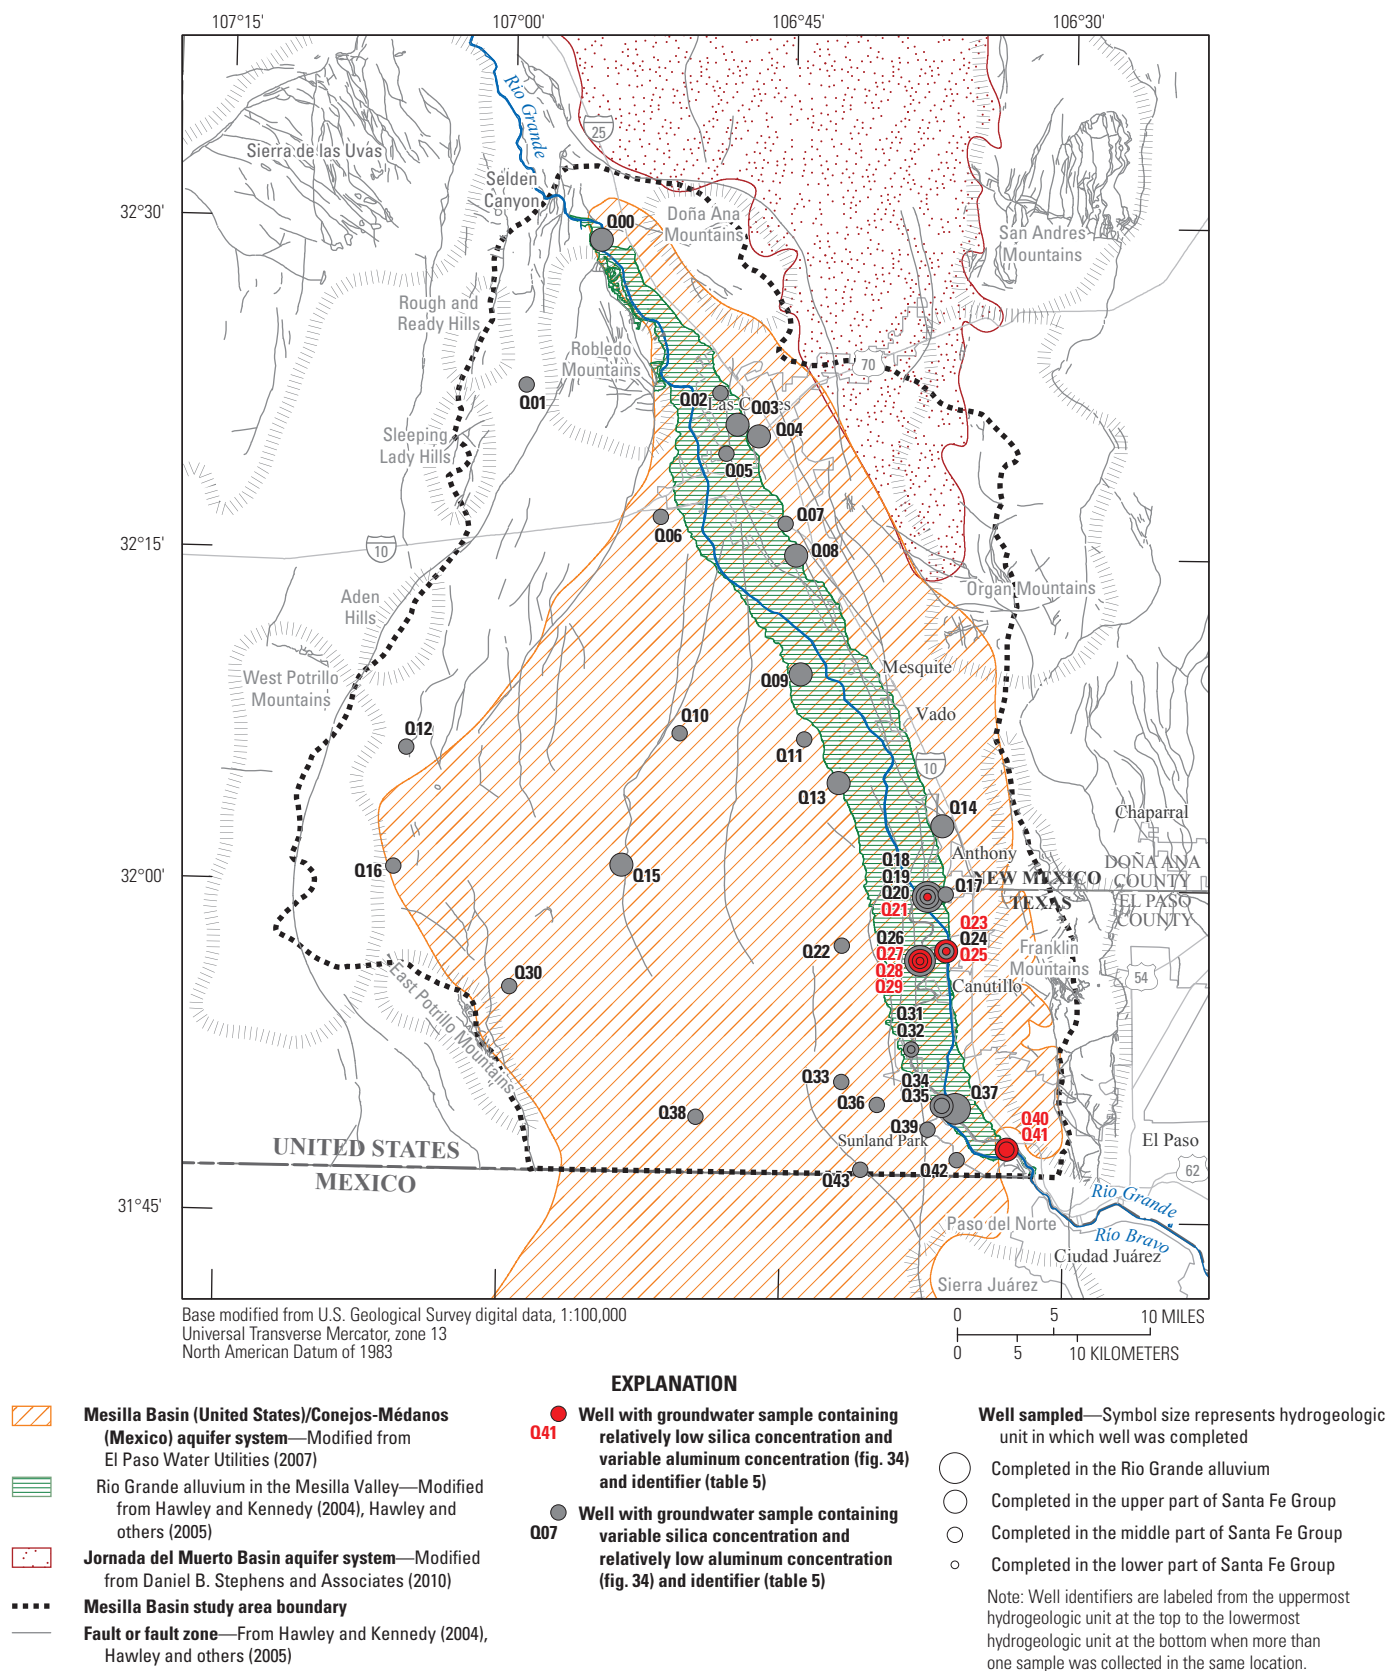 107°15'
107°00'
106°45'
106°30'
Rio Grande
25
Sierra de las Uvas
Selden
Canyon
32°30'
Q00
Doña Ana
Mountains
San Andres
Mountains
Rough and
Ready Hills
Robledo
Mountains
70
Q01
Q02
Las Cruces
Q03
Q04
Sleeping
Lady Hills
Q05
Q07
Q06
32°15'
10
Q08
Aden
Hills
Organ Mountains
West Potrillo
Mountains
Mesquite
Q09
Vado
Q12
Q10
Q11
10
Q13
Q14
Chaparral
Anthony
Q18
Q19
Q20
Q21
Q17
32°00'
Q16
Q15
NEW MEXICO
TEXAS
DOÑA ANA
COUNTY
EL PASO
COUNTY
Q23
Q24
Q25
Q22
Q26
Q27
Q28
Q29
Franklin
Mountains
54
Q30
East Potrillo Mountains
Canutillo
Q31
Q32
Q33
Q34
Q35
Q37
Q36
Q38
Q39
Sunland Park
Q40
Q41
El Paso
UNITED STATES
MEXICO
Q43
Q42
62
31°45'
Rio Grande
Río Bravo
Paso del Norte
Ciudad Juárez
Sierra Juárez
Base modified from U.S. Geological Survey digital data, 1:100,000
Universal Transverse Mercator, zone 13
North American Datum of 1983
0 5 10 MILES
0 5 10 KILOMETERS
EXPLANATION
Mesilla Basin (United States)/Conejos-Médanos
(Mexico) aquifer system—Modified from
El Paso Water Utilities (2007)
Rio Grande alluvium in the Mesilla Valley—Modified
from Hawley and Kennedy (2004), Hawley and
others (2005)
Jornada del Muerto Basin aquifer system—Modified
from Daniel B. Stephens and Associates (2010)
Mesilla Basin study area boundary
Fault or fault zone—From Hawley and Kennedy (2004),
Hawley and others (2005)
Q41
Well with groundwater sample containing
relatively low silica concentration and
variable aluminum concentration (fig. 34)
and identifier (table 5)
Q07
Well with groundwater sample containing
variable silica concentration and
relatively low aluminum concentration
(fig. 34) and identifier (table 5)
Well sampled—Symbol size represents hydrogeologic
unit in which well was completed
Completed in the Rio Grande alluvium
Completed in the upper part of Santa Fe Group
Completed in the middle part of Santa Fe Group
Completed in the lower part of Santa Fe Group
Note: Well identifiers are labeled from the uppermost
hydrogeologic unit at the top to the lowermost
hydrogeologic unit at the bottom when more than
one sample was collected in the same location.